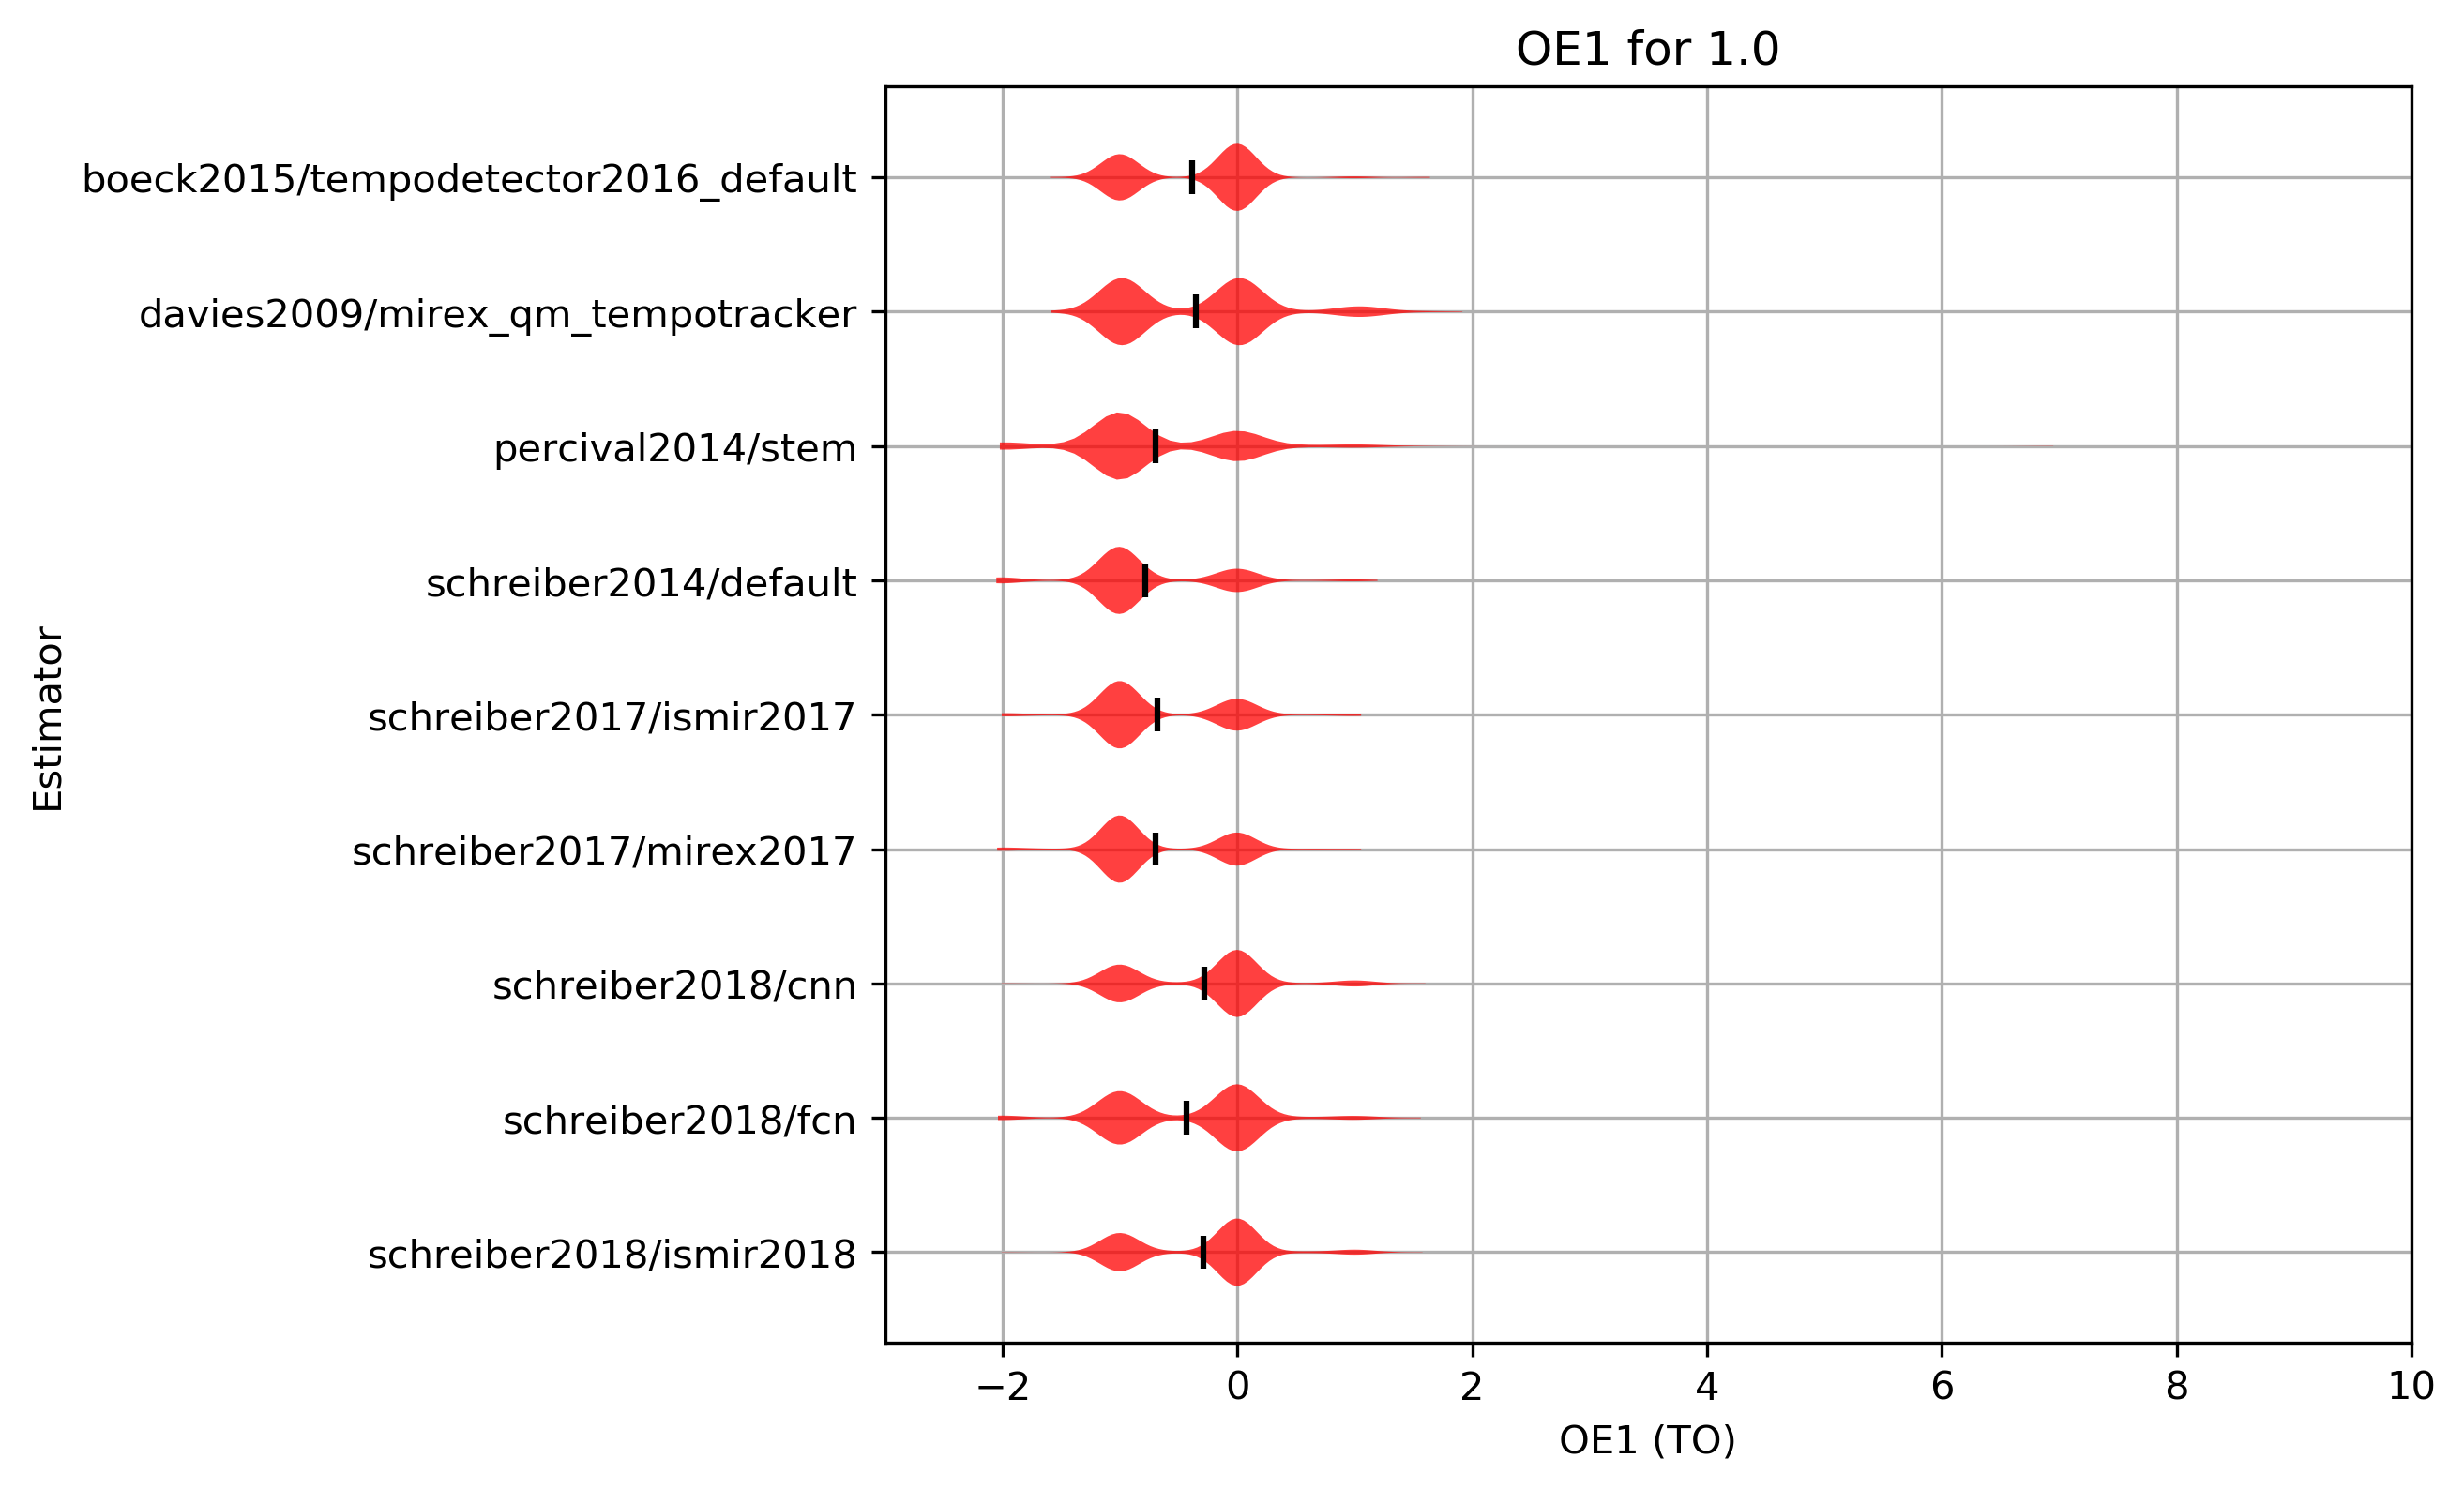 OE1 for 1.0
boeck2015/tempodetector2016_default
davies2009/mirex_qm_tempotracker
percival2014/stem
schreiber2014/default
schreiber2017/ismir2017
schreiber2017/mirex2017
schreiber2018/cnn
schreiber2018/fcn
schreiber2018/ismir2018
Estimator
−2 0 2 4 6 8 10
OE1 (TO)